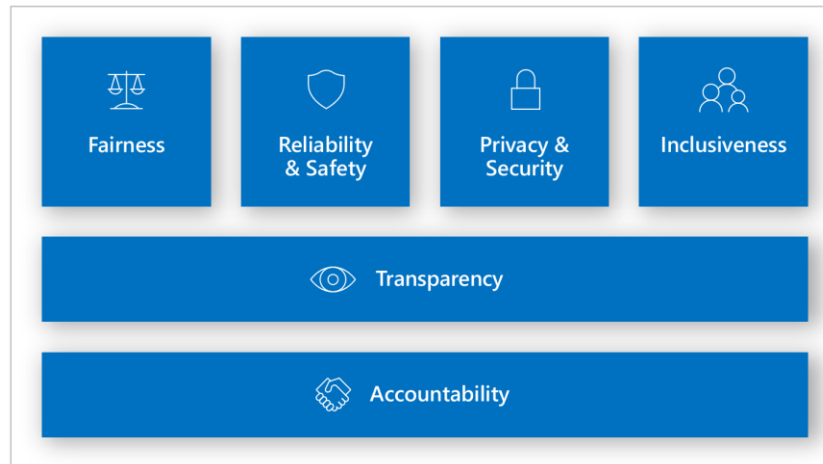 Fairness
Reliability
& Safety
Privacy &
Security
Inclusiveness
Transparency
Accountability